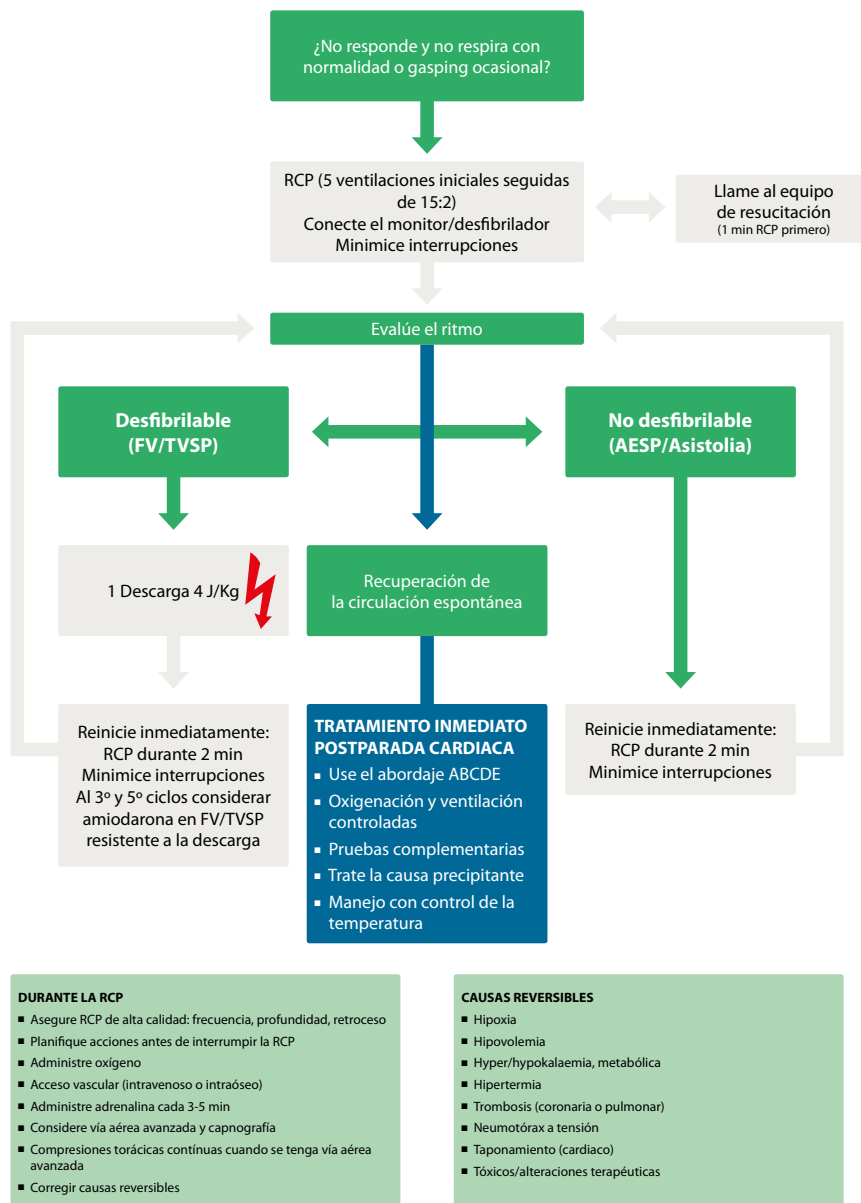 ¿No responde y no respira con
normalidad o gasping ocasional?
RCP (5 ventilaciones iniciales seguidas
de 15:2)
Conecte el monitor/desfibrilador
Minimice interrupciones
Llame al equipo
de resucitación
(1 min RCP primero)
Evalúe el ritmo
Desfibrilable
(FV/TVSP)
No desfibrilable
(AESP/Asistolia)
1 Descarga 4 J/Kg
Recuperación de
la circulación espontánea
Reinicie inmediatamente:
RCP durante 2 min
Minimice interrupciones
Al 3º y 5º ciclos considerar
amiodarona en FV/TVSP
resistente a la descarga
TRATAMIENTO INMEDIATO
POSTPARADA CARDIACA
▪ Use el abordaje ABCDE
▪ Oxigenación y ventilación
controladas
▪ Pruebas complementarias
▪ Trate la causa precipitante
▪ Manejo con control de la
temperatura
Reinicie inmediatamente:
RCP durante 2 min
Minimice interrupciones
DURANTE LA RCP
▪ Asegure RCP de alta calidad: frecuencia, profundidad, retroceso
▪ Planifique acciones antes de interrumpir la RCP
▪ Administre oxígeno
▪ Acceso vascular (intravenoso o intraóseo)
▪ Administre adrenalina cada 3-5 min
▪ Considere vía aérea avanzada y capnografía
▪ Compresiones torácicas contínuas cuando se tenga vía aérea
avanzada
▪ Corregir causas reversibles
CAUSAS REVERSIBLES
▪ Hipoxia
▪ Hipovolemia
▪ Hyper/hypokalaemia, metabólica
▪ Hipertermia
▪ Trombosis (coronaria o pulmonar)
▪ Neumotórax a tensión
▪ Taponamiento (cardiaco)
▪ Tóxicos/alteraciones terapéuticas